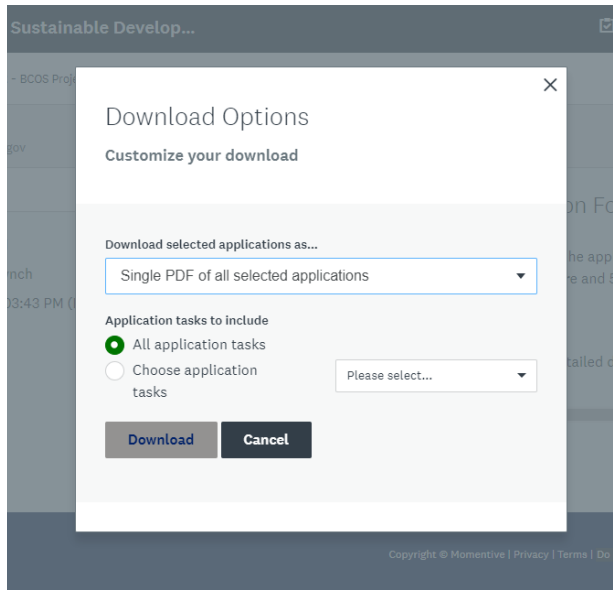 Sustainable Develop...
- BCOS Proje
Download Options
Customize your download
gov
on Fo
Download selected applications as...
he app
Single PDF of all selected applications
re and S
ynch
03:43 PM (
Application tasks to include
All application tasks
Choose application
tasks
Please select...
tailed c
Download
Cancel
Copyright © Momentive | Privacy | Terms | Do